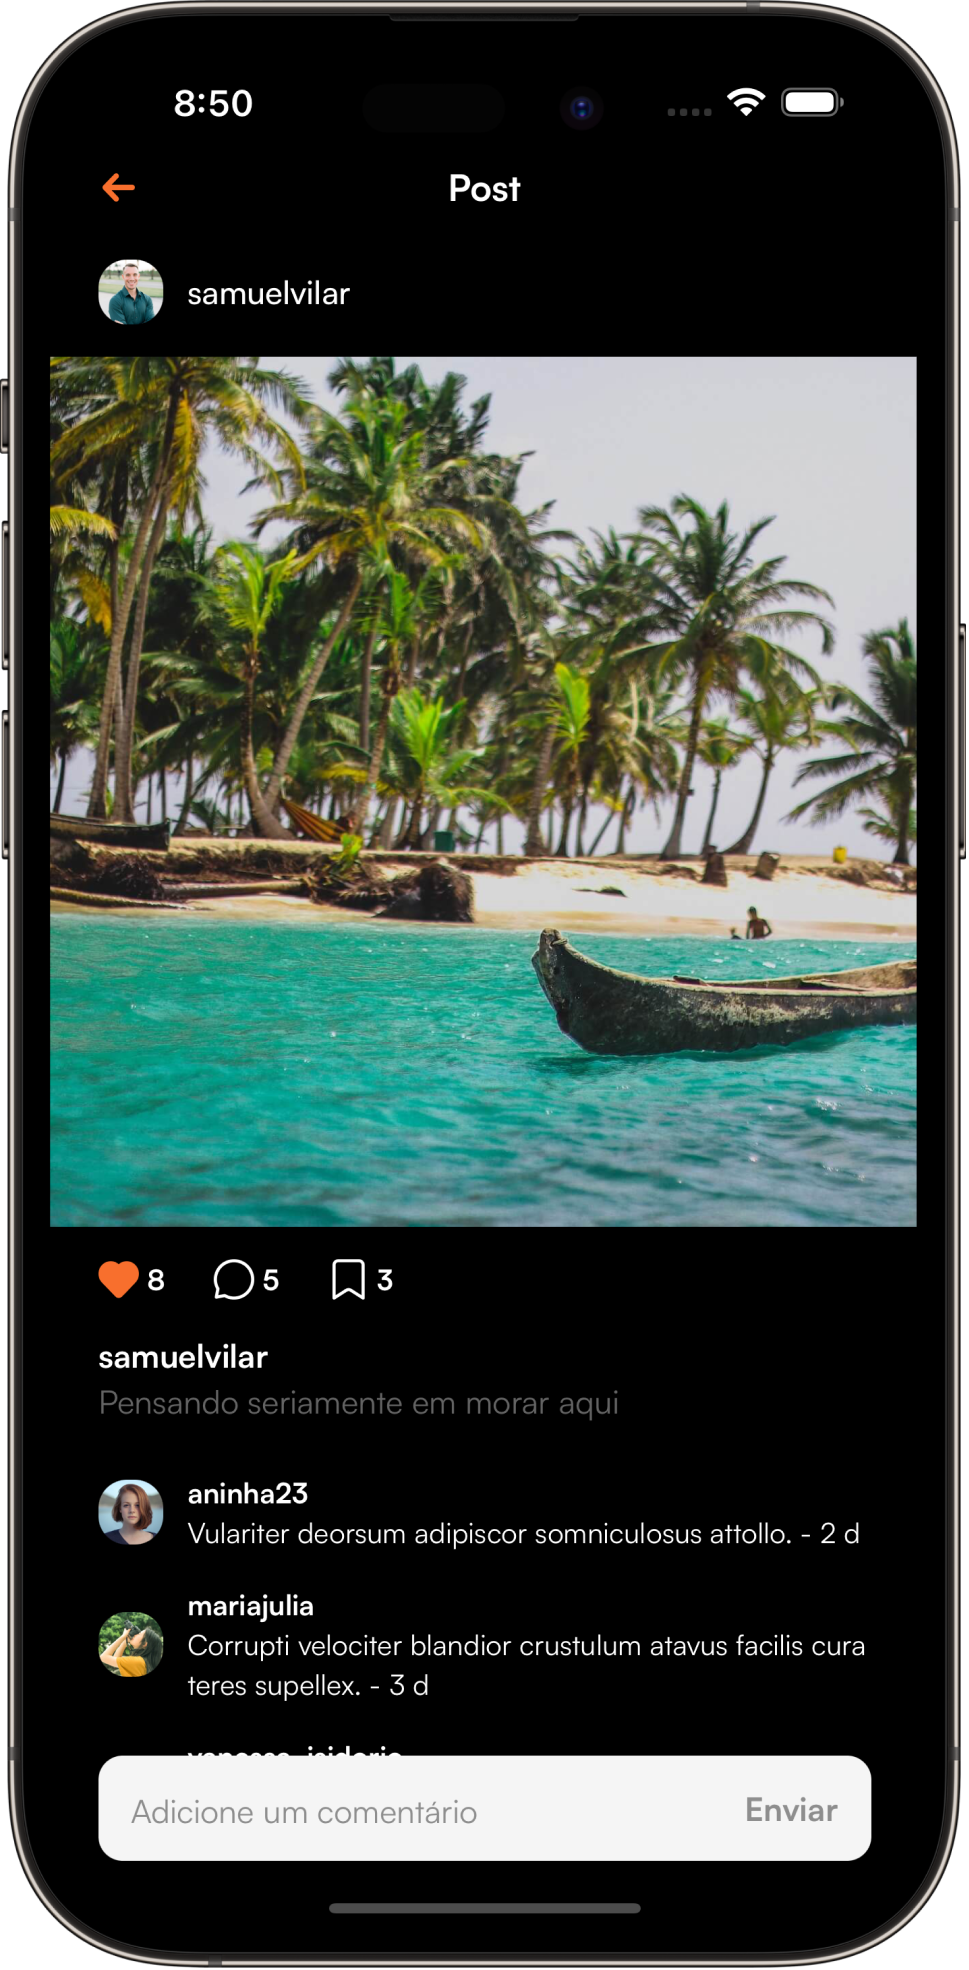 8:50
Post
samuelvilar
8 5 3
samuelvilar
Pensando seriamente em morar aqui
aninha23
Vulariter deorsum adipiscor somniculosus attollo. - 2 d
mariajulia
Corrupti velociter blandior crustulum atavus facilis cura
teres supellex. - 3 d
Adicione um comentário Enviar